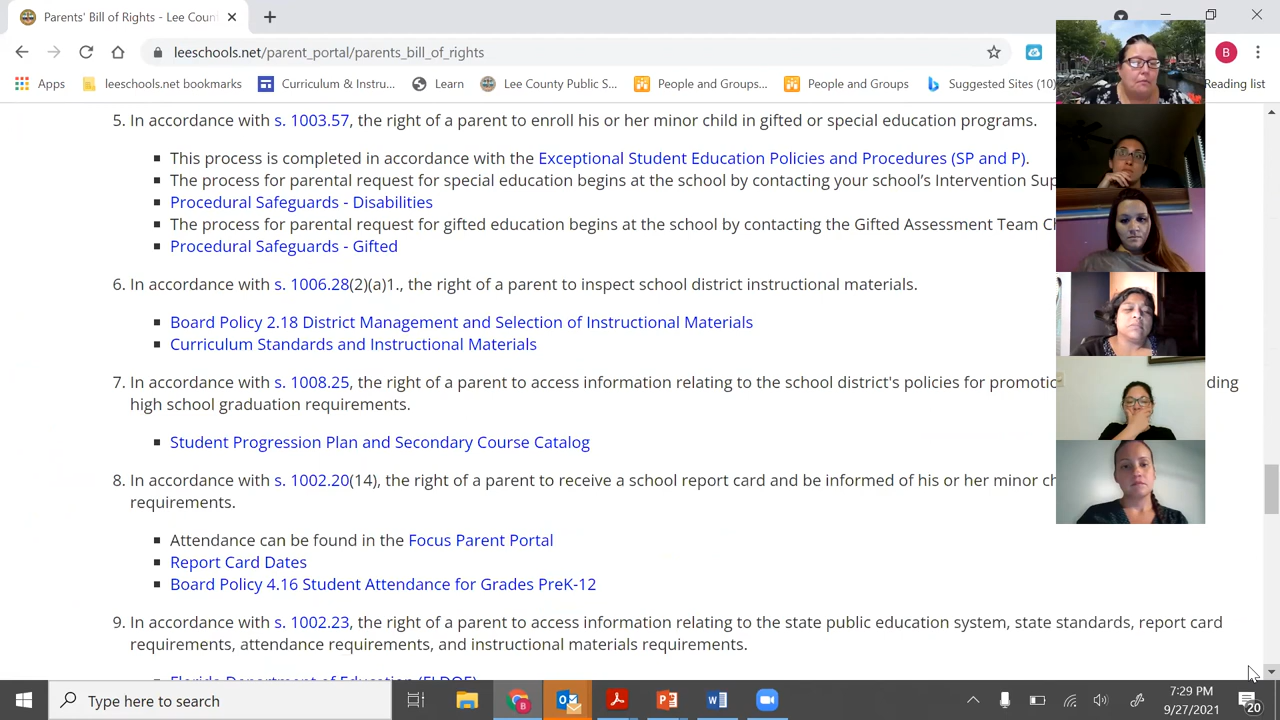 Parents' Bill of Rights - Lee Coun
leeschools.net/parent_portal/parents_bill_of_rights
B
Apps
leeschools.net bookmarks
Curriculum & Instru...
Learn
Lee County Public S...
People and Groups...
People and Groups...
Suggested Sites (10)
Reading list
5. In accordance with s. 1003.57, the right of a parent to enroll his or her minor child in gifted or special education programs.
This process is completed in accordance with the Exceptional Student Education Policies and Procedures (SP and P).
The process for parental request for special education begins at the school by contacting your school's Intervention
Procedural Safeguards - Disabilities
The process for parental request for gifted education begins at the school by contacting the Gifted Assessment Team
Procedural Safeguards - Gifted
6. In accordance with s. 1006.28(2)(a)1., the right of a parent to inspect school district instructional materials.
Board Policy 2.18 District Management and Selection of Instructional Materials
Curriculum Standards and Instructional Materials
7. In accordance with s. 1008.25, the right of a parent to access information relating to the school district's policies for
high school graduation requirements.
Student Progression Plan and Secondary Course Catalog
8. In accordance with s. 1002.20(14), the right of a parent to receive a school report card and be informed of his or her minor
requirements.
Attendance can be found in the Focus Parent Portal
Report Card Dates
Board Policy 4.16 Student Attendance for Grades PreK-12
9. In accordance with s. 1002.23, the right of a parent to access information relating to the state public education system, state standards, report card
requirements, attendance requirements, and instructional materials requirements.
Florida Department of Education (FLDOE)
Type here to search
7:29 PM
9/27/2021
20